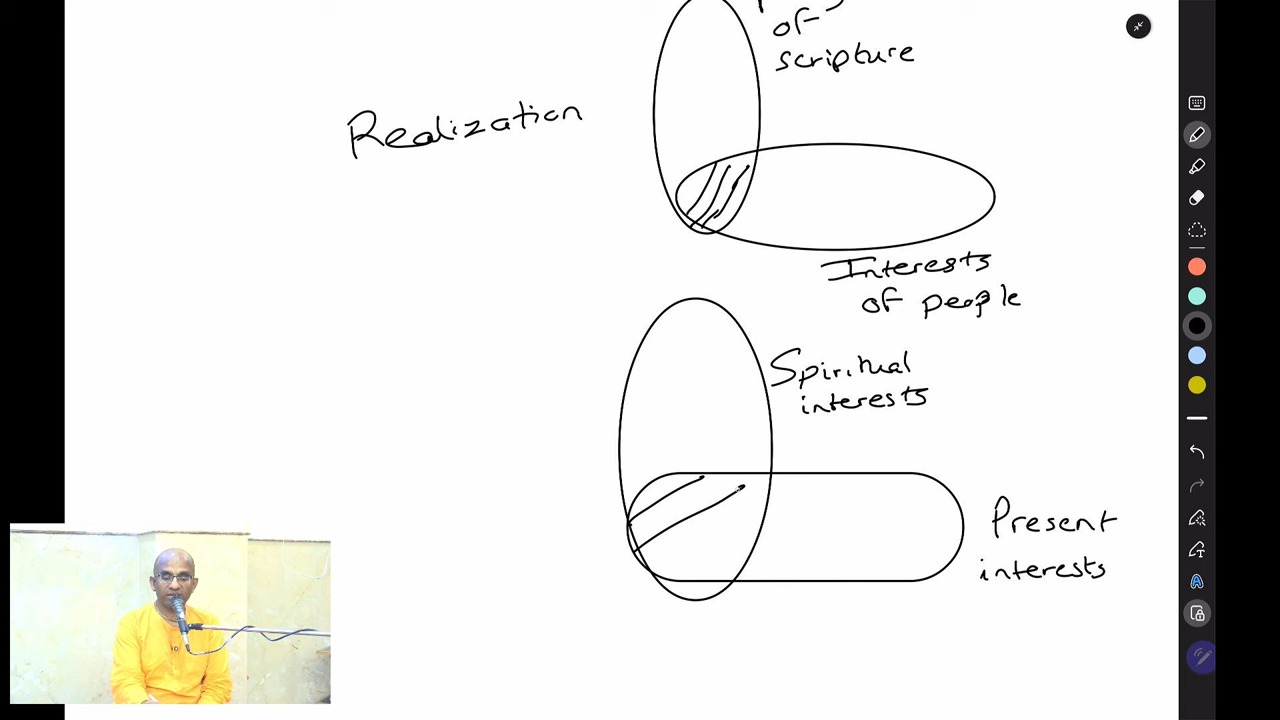 of
scripture
Realization
Interests
of people
Spiritual
interests
Present
interests